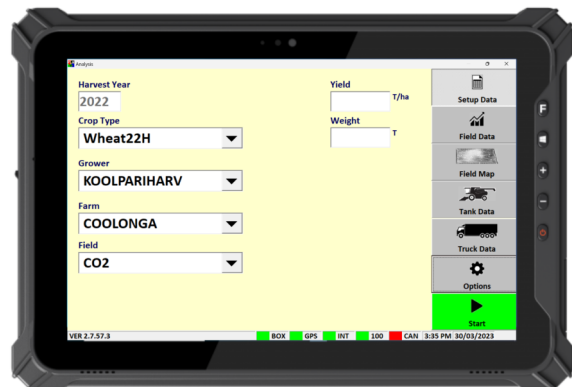 Analysis
Harvest Year
2022
Crop Type
Wheat22H
Grower
KOOLPARIHARV
Farm
COOLONGA
Field
CO2
Yield
T/ha
Weight
T
Setup Data
Field Data
Field Map
Tank Data
Truck Data
Options
Start
VER 2.7.57.3 BOX GPS INT 100 CAN 3:35 PM 30/03/2023
F